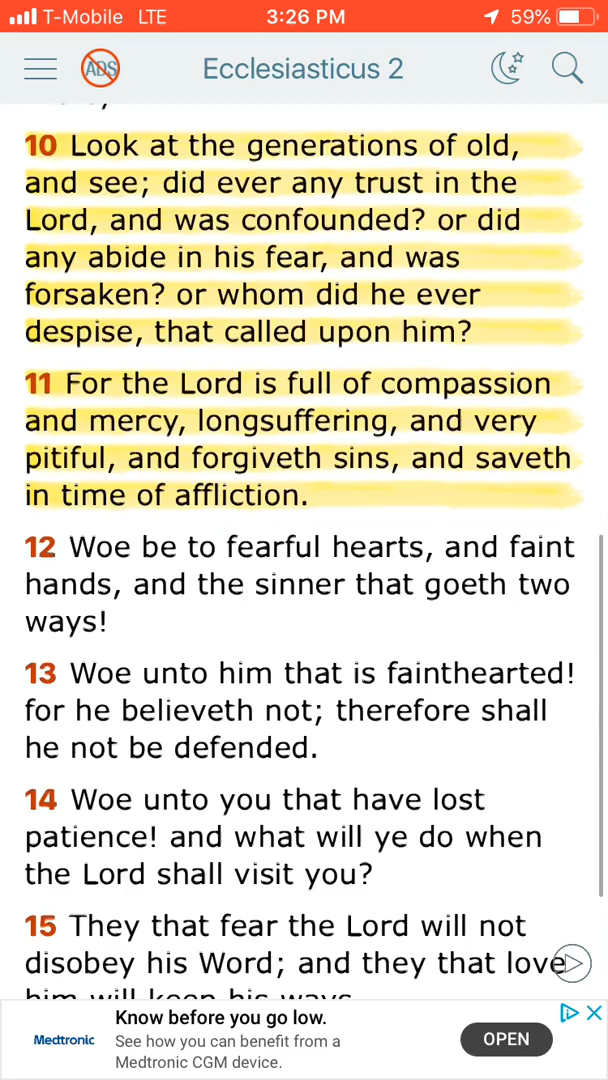 T-Mobile LTE 3:26 PM 59%
ADS Ecclesiasticus 2
10 Look at the generations of old,
and see; did ever any trust in the
Lord, and was confounded? or did
any abide in his fear, and was
forsaken? or whom did he ever
despise, that called upon him?
11 For the Lord is full of compassion
and mercy, longsuffering, and very
pitiful, and forgiveth sins, and saveth
in time of affliction.
12 Woe be to fearful hearts, and faint
hands, and the sinner that goeth two
ways!
13 Woe unto him that is fainthearted!
for he believeth not; therefore shall
he not be defended.
14 Woe unto you that have lost
patience! and what will ye do when
the Lord shall visit you?
15 They that fear the Lord will not
disobey his Word; and they that love
him will keep his ways
Know before you go low.
Medtronic See how you can benefit from a OPEN
Medtronic CGM device.